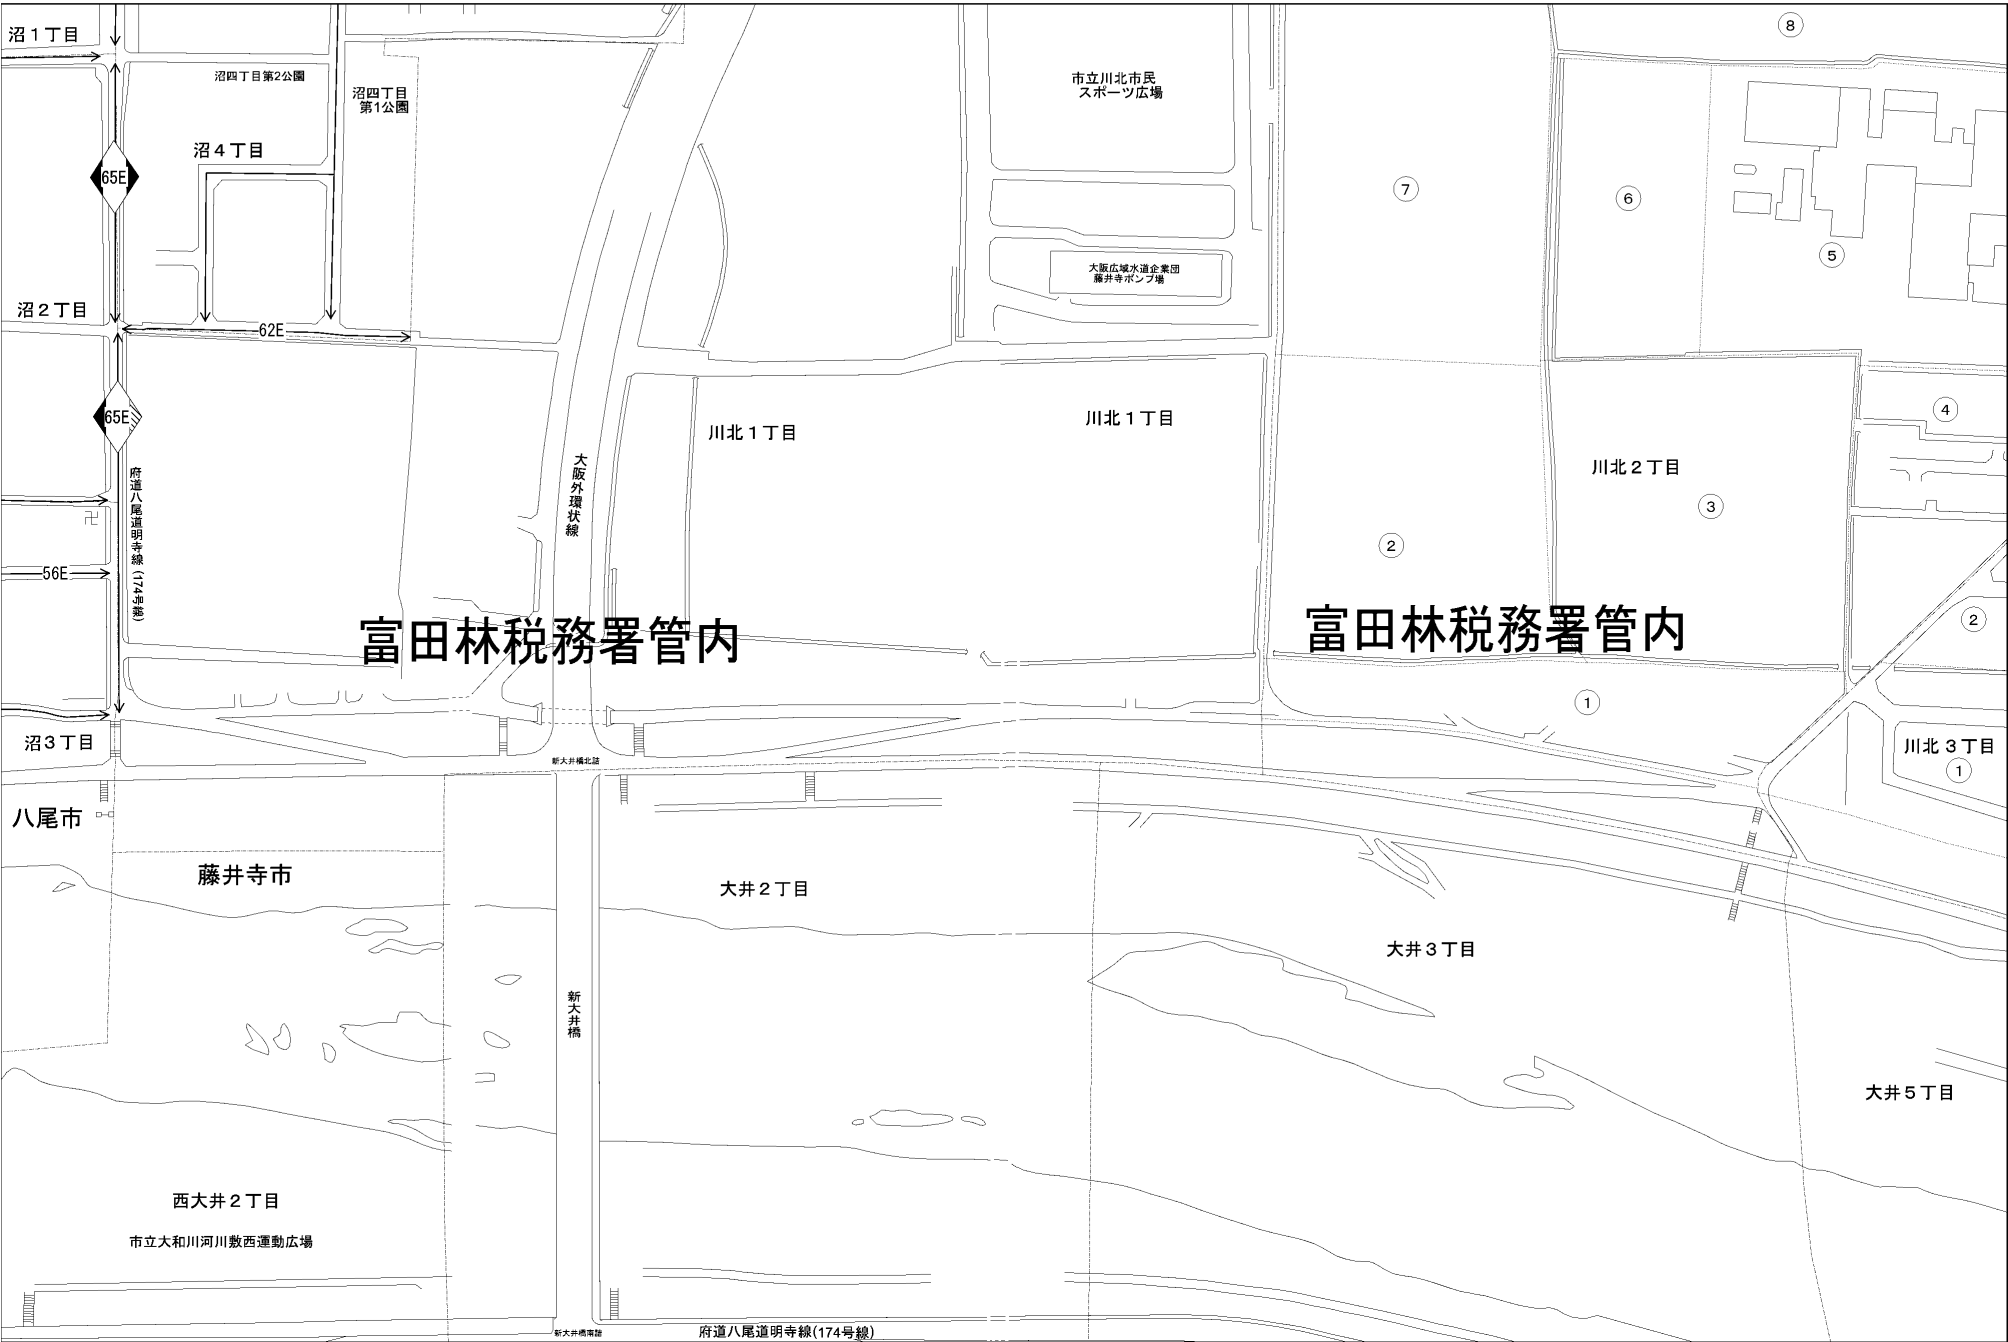 沼１丁目
⑧
沼四丁目第2公園
沼四丁目
第1公園
市立川北市民
スポーツ広場
沼４丁目
65E
⑦
⑥
⑤
大阪広域水道企業団
藤井寺ポンプ場
沼２丁目
62E
65E
川北１丁目
川北１丁目
④
川北２丁目
③
府道八尾道明寺線(174号線)
大阪外環状線
卍
②
56E
富田林税務署管内
富田林税務署管内
②
①
沼３丁目
川北３丁目
①
新大井橋北詰
八尾市
藤井寺市
大井２丁目
大井３丁目
新大井橋
大井５丁目
西大井２丁目
市立大和川河川敷西運動広場
新大井橋南詰
府道八尾道明寺線(174号線)